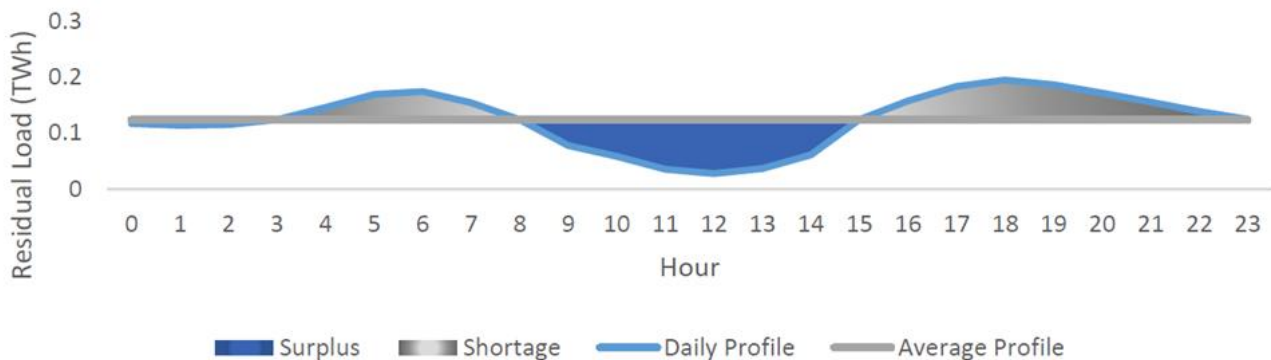 Residual Load (TWh)
0.3
0.2
0.1
0
0 1 2 3 4 5 6 7 8 9 10 11 12 13 14 15 16 17 18 19 20 21 22 23
Hour
Surplus Shortage Daily Profile Average Profile